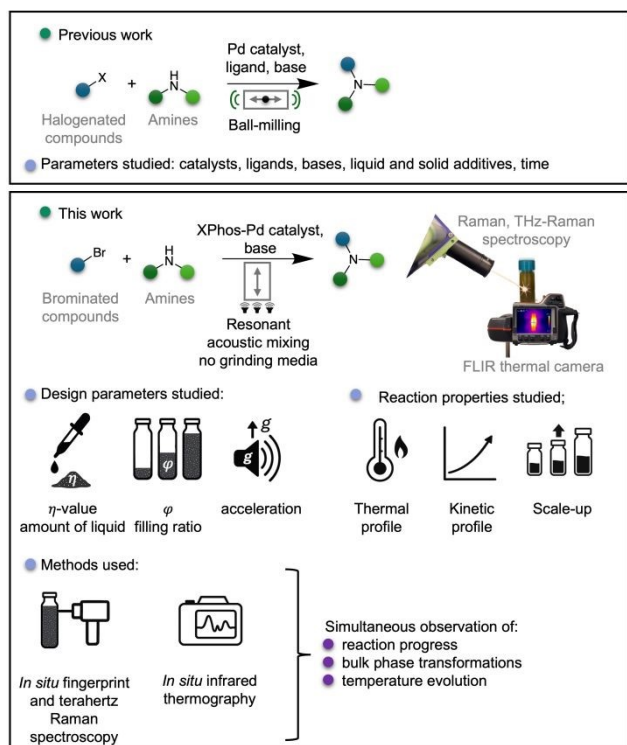 Previous work
X
+
H
N
Halogenated
compounds
Amines
Pd catalyst,
ligand, base
Ball-milling
N
Parameters studied: catalysts, ligands, bases, liquid and solid additives, time
This work
Br
+
H
N
Brominated
compounds
Amines
XPhos-Pd catalyst,
base
Resonant
acoustic mixing
no grinding media
N
Raman, THz-Raman
spectroscopy
FLIR thermal camera
Design parameters studied:
η
η-value
amount of liquid
φ
φ
filling ratio
g
g
acceleration
Reaction properties studied;
Thermal
profile
Kinetic
profile
Scale-up
Methods used:
In situ fingerprint
and terahertz
Raman
spectroscopy
In situ infrared
thermography
Simultaneous observation of:
reaction progress
bulk phase transformations
temperature evolution